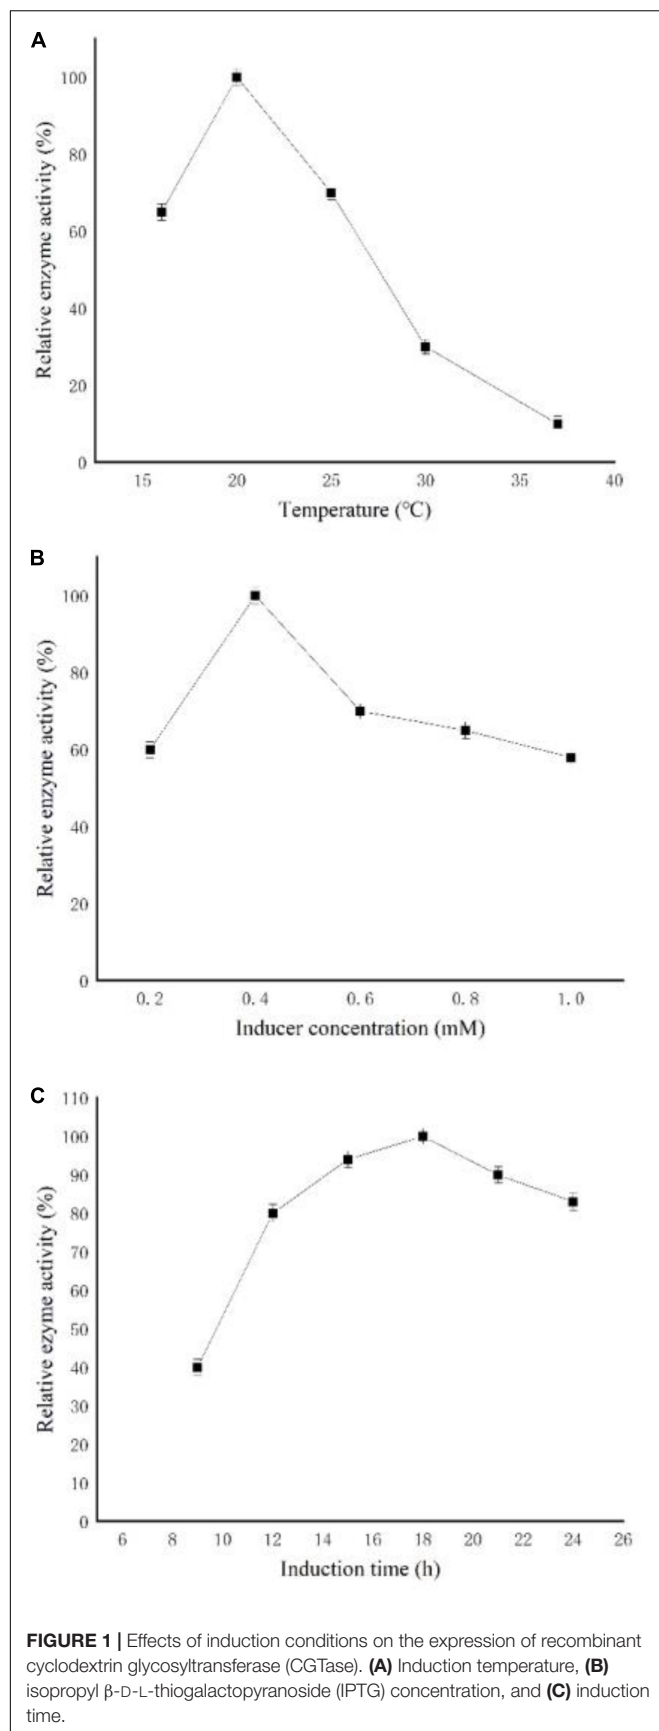 A
100
80
60
40
20
0
Relative enzyme activity (%)
15 20 25 30 35 40
Temperature (℃)
B
100
80
60
40
20
0
Relative enzyme activity (%)
0.2 0.4 0.6 0.8 1.0
Inducer concentration (mM)
C
110
100
90
80
70
60
50
40
30
20
10
0
Relative ezyme activity (%)
6 8 10 12 14 16 18 20 22 24 26
Induction time (h)
FIGURE 1 | Effects of induction conditions on the expression of recombinant
cyclodextrin glycosyltransferase (CGTase). (A) Induction temperature, (B)
isopropyl β-D-L-thiogalactopyranoside (IPTG) concentration, and (C) induction
time.